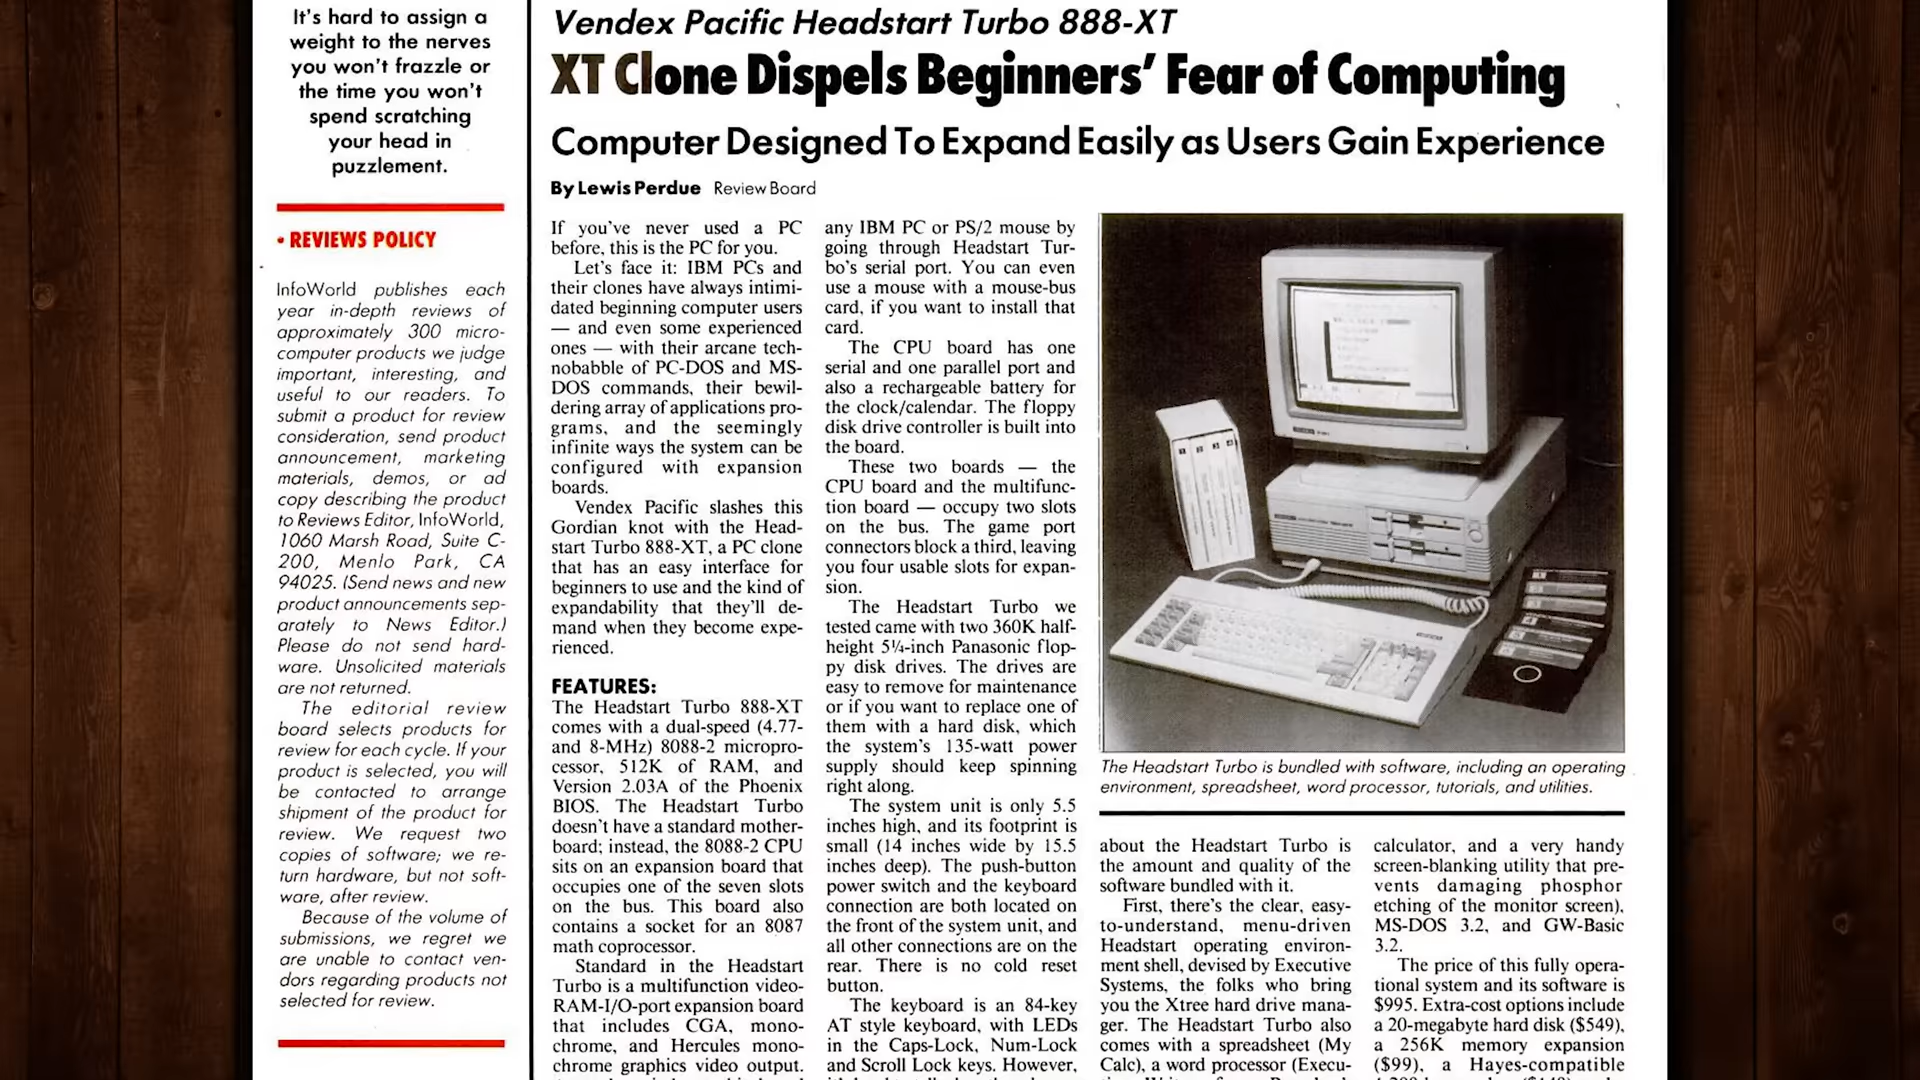 It's hard to assign a
weight to the nerves
you won't frazzle or
the time you won't
spend scratching
your head in
puzzlement.
• REVIEWS POLICY
InfoWorld publishes each
year in-depth reviews of
approximately 300 micro-
computer products we judge
important, interesting, and
useful to our readers. To
submit a product for review
consideration, send product
announcement, marketing
materials, demos, or ad
copy describing the product
to Reviews Editor, InfoWorld,
1060 Marsh Road, Suite C-
200, Menlo Park, CA
94025. (Send news and new
product announcements sep-
arately to News Editor.)
Please do not send hard-
ware. Unsolicited materials
are not returned.
The editorial review
board selects products for
review for each cycle. If your
product is selected, you will
be contacted to arrange
shipment of the product for
review. We request two
copies of software; we re-
turn hardware, but not soft-
ware, after review.
Because of the volume of
submissions, we regret we
are unable to contact ven-
dors regarding products not
selected for review.
Vendex Pacific Headstart Turbo 888-XT
XT Clone Dispels Beginners' Fear of Computing
Computer Designed To Expand Easily as Users Gain Experience
By Lewis Perdue Review Board
If you've never used a PC
before, this is the PC for you.
Let's face it: IBM PCs and
their clones have always intimi-
dated beginning computer users
— and even some experienced
ones — with their arcane tech-
nobabble of PC-DOS and MS-
DOS commands, their bewil-
dering array of applications pro-
grams, and the seemingly
infinite ways the system can be
configured with expansion
boards.
Vendex Pacific slashes this
Gordian knot with the Head-
start Turbo 888-XT, a PC clone
that has an easy interface for
beginners to use and the kind of
expandability that they'll de-
mand when they become expe-
rienced.
FEATURES:
The Headstart Turbo 888-XT
comes with a dual-speed (4.77-
and 8-MHz) 8088-2 micropro-
cessor, 512K of RAM, and
Version 2.03A of the Phoenix
BIOS. The Headstart Turbo
doesn't have a standard mother-
board; instead, the 8088-2 CPU
sits on an expansion board that
occupies one of the seven slots
on the bus. This board also
contains a socket for an 8087
math coprocessor.
Standard in the Headstart
Turbo is a multifunction video-
RAM-I/O-port expansion board
that includes CGA, mono-
chrome, and Hercules mono-
chrome graphics video output.
any IBM PC or PS/2 mouse by
going through Headstart Tur-
bo's serial port. You can even
use a mouse with a mouse-bus
card, if you want to install that
card.
The CPU board has one
serial and one parallel port and
also a rechargeable battery for
the clock/calendar. The floppy
disk drive controller is built into
the board.
These two boards — the
CPU board and the multifunc-
tion board — occupy two slots
on the bus. The game port
connectors block a third, leaving
you four usable slots for expan-
sion.
The Headstart Turbo we
tested came with two 360K half-
height 5¼-inch Panasonic flop-
py disk drives. The drives are
easy to remove for maintenance
or if you want to replace one of
them with a hard disk, which
the system's 135-watt power
supply should keep spinning
right along.
The system unit is only 5.5
inches high, and its footprint is
small (14 inches wide by 15.5
inches deep). The push-button
power switch and the keyboard
connection are both located on
the front of the system unit, and
all other connections are on the
rear. There is no cold reset
button.
The keyboard is an 84-key
AT style keyboard, with LEDs
in the Caps-Lock, Num-Lock
and Scroll Lock keys. However,
The Headstart Turbo is bundled with software, including an operating
environment, spreadsheet, word processor, tutorials, and utilities.
about the Headstart Turbo is
the amount and quality of the
software bundled with it.
First, there's the clear, easy-
to-understand, menu-driven
Headstart operating environ-
ment shell, devised by Executive
Systems, the folks who bring
you the Xtree hard drive mana-
ger. The Headstart Turbo also
comes with a spreadsheet (My
Calc), a word processor (Execu-
calculator, and a very handy
screen-blanking utility that pre-
vents damaging phosphor
etching of the monitor screen),
MS-DOS 3.2, and GW-Basic
3.2.
The price of this fully opera-
tional system and its software is
$995. Extra-cost options include
a 20-megabyte hard disk ($549),
a 256K memory expansion
($99), a Hayes-compatible